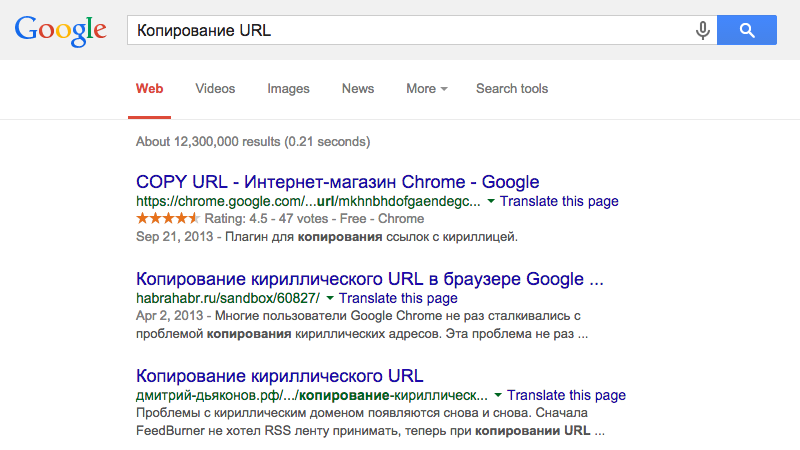 Google
Копирование URL
Web Videos Images News More Search tools
About 12,300,000 results (0.21 seconds)
COPY URL - Интернет-магазин Chrome - Google
https://chrome.google.com/...url/mkhnbhdofgaendegc... Translate this page
Rating: 4.5 - 47 votes - Free - Chrome
Sep 21, 2013 - Плагин для копирования ссылок с кириллицей.
Копирование кириллического URL в браузере Google ...
habrahabr.ru/sandbox/60827/ Translate this page
Apr 2, 2013 - Многие пользователи Google Chrome не раз сталкивались с
проблемой копирования кириллических адресов. Эта проблема не раз ...
Копирование кириллического URL
дмитрий-дьяконов.рф/.../копирование-кириллическ... Translate this page
Проблемы с кириллическим доменом появляются снова и снова. Сначала
FeedBurner не хотел RSS ленту принимать, теперь при копировании URL ...